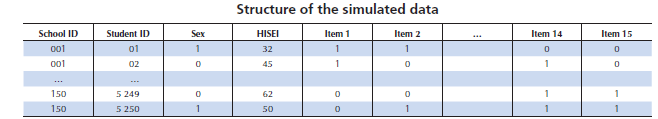 Structure of the simulated data
School ID Student ID Sex HISEI Item 1 Item 2 ... Item 14 Item 15
001 01 1 32 1 1 0 0
001 02 0 45 1 0 1 0
... ...
150 5 249 0 62 0 0 1 1
150 5 250 1 50 0 1 1 1